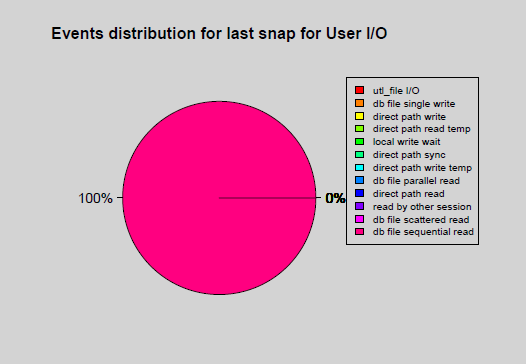 Events distribution for last snap for User I/O
utl_file I/O
db file single write
direct path write
direct path read temp
local write wait
direct path sync
direct path write temp
db file parallel read
direct path read
read by other session
db file scattered read
db file sequential read
100%
0%